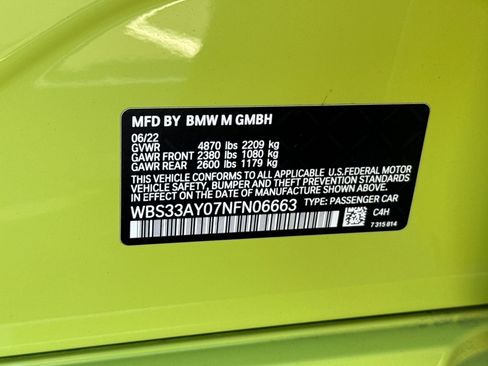 MFD BY BMW M GMBH
06/22
GVWR 4870 lbs 2209 kg
GAWR FRONT 2380 lbs 1080 kg
GAWR REAR 2600 lbs 1179 kg
THIS VEHICLE CONFORMS TO ALL APPLICABLE U.S.FEDERAL MOTOR
VEHICLE SAFETY, BUMPER, AND THEFT PREVENTION STANDARDS
IN EFFECT ON THE DATE OF MANUFACTURE SHOWN ABOVE.
WBS33AY07NFN06663 TYPE: PASSENGER CAR
C4H
7 315 814